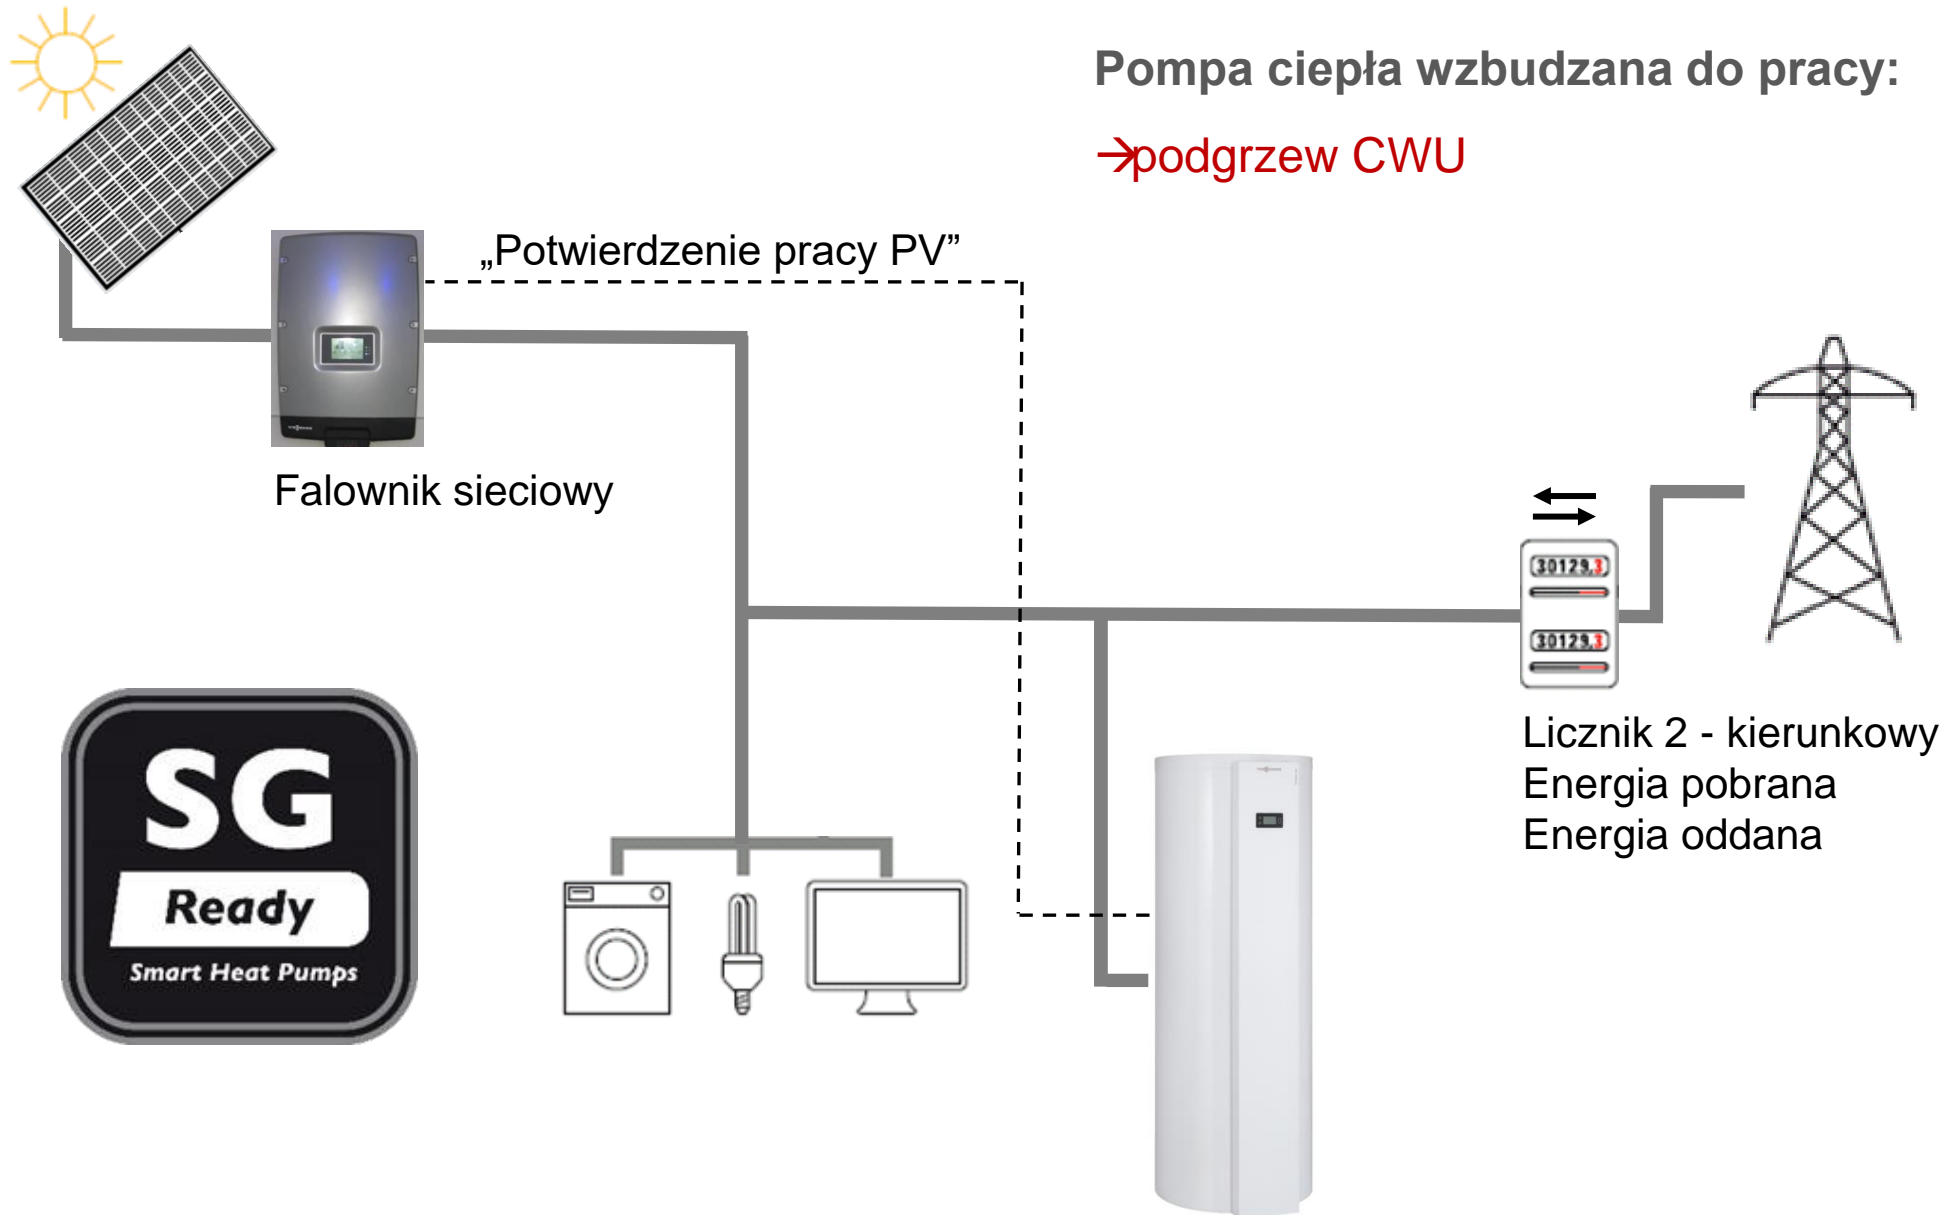 Pompa ciepła wzbudzana do pracy:
→podgrzew CWU
„Potwierdzenie pracy PV”
Falownik sieciowy
30129,3
30129,3
Licznik 2 - kierunkowy
Energia pobrana
Energia oddana
SG
Ready
Smart Heat Pumps